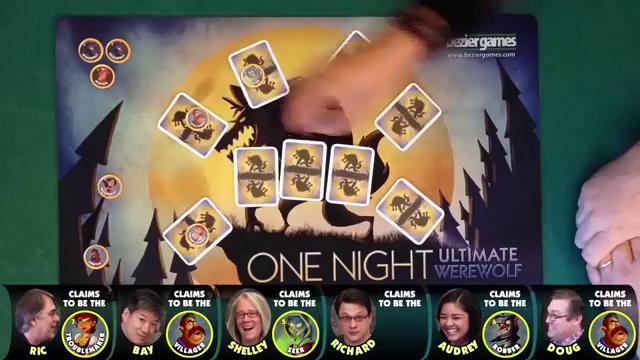 beziergames
www.beziergames.com
ONE NIGHT
ULTIMATE
WEREWOLF
CLAIMS
TO BE THE
TROUBLEMAKER
RIC
CLAIMS
TO BE THE
VILLAGER
BAY
CLAIMS
TO BE THE
SEER
SHELLEY
CLAIMS
TO BE THE
RICHARD
CLAIMS
TO BE THE
ROBBER
AUDREY
CLAIMS
TO BE THE
VILLAGER
DOUG